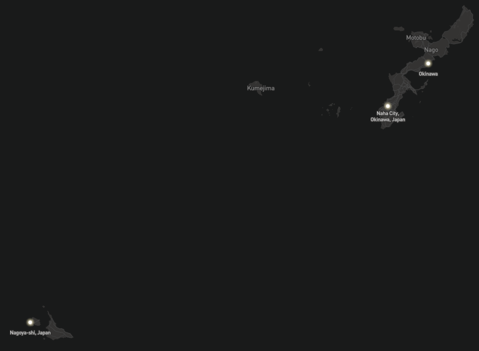 Motobu
Nago
Okinawa
Kumejima
Naha City,
Okinawa, Japan
Nagoya-shi, Japan